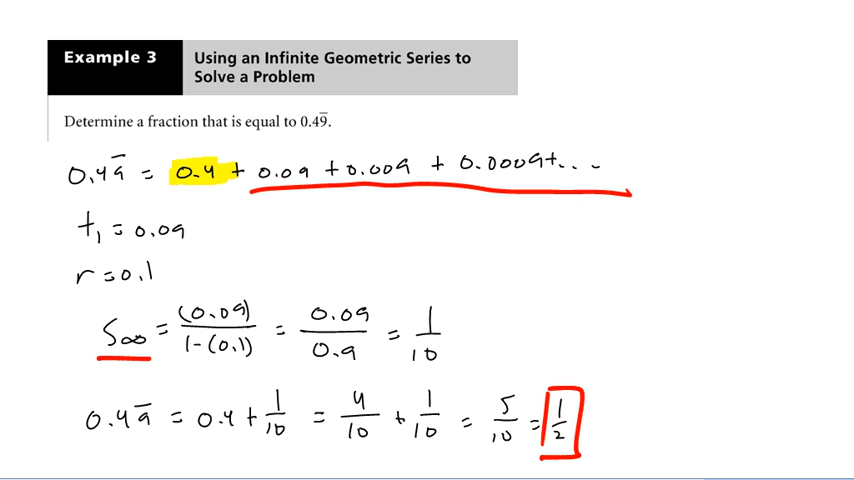 Example 3
Using an Infinite Geometric Series to
Solve a Problem
Determine a fraction that is equal to 0.49̅.
0.49̅ = 0.4 + 0.09 + 0.009 + 0.0009+...
t₁ = 0.09
r = 0.1
S∞ = (0.09)/1-(0.1) = 0.09/0.9 = 1/10
0.49̅ = 0.4 + 1/10 = 4/10 + 1/10 = 5/10 = 1/2